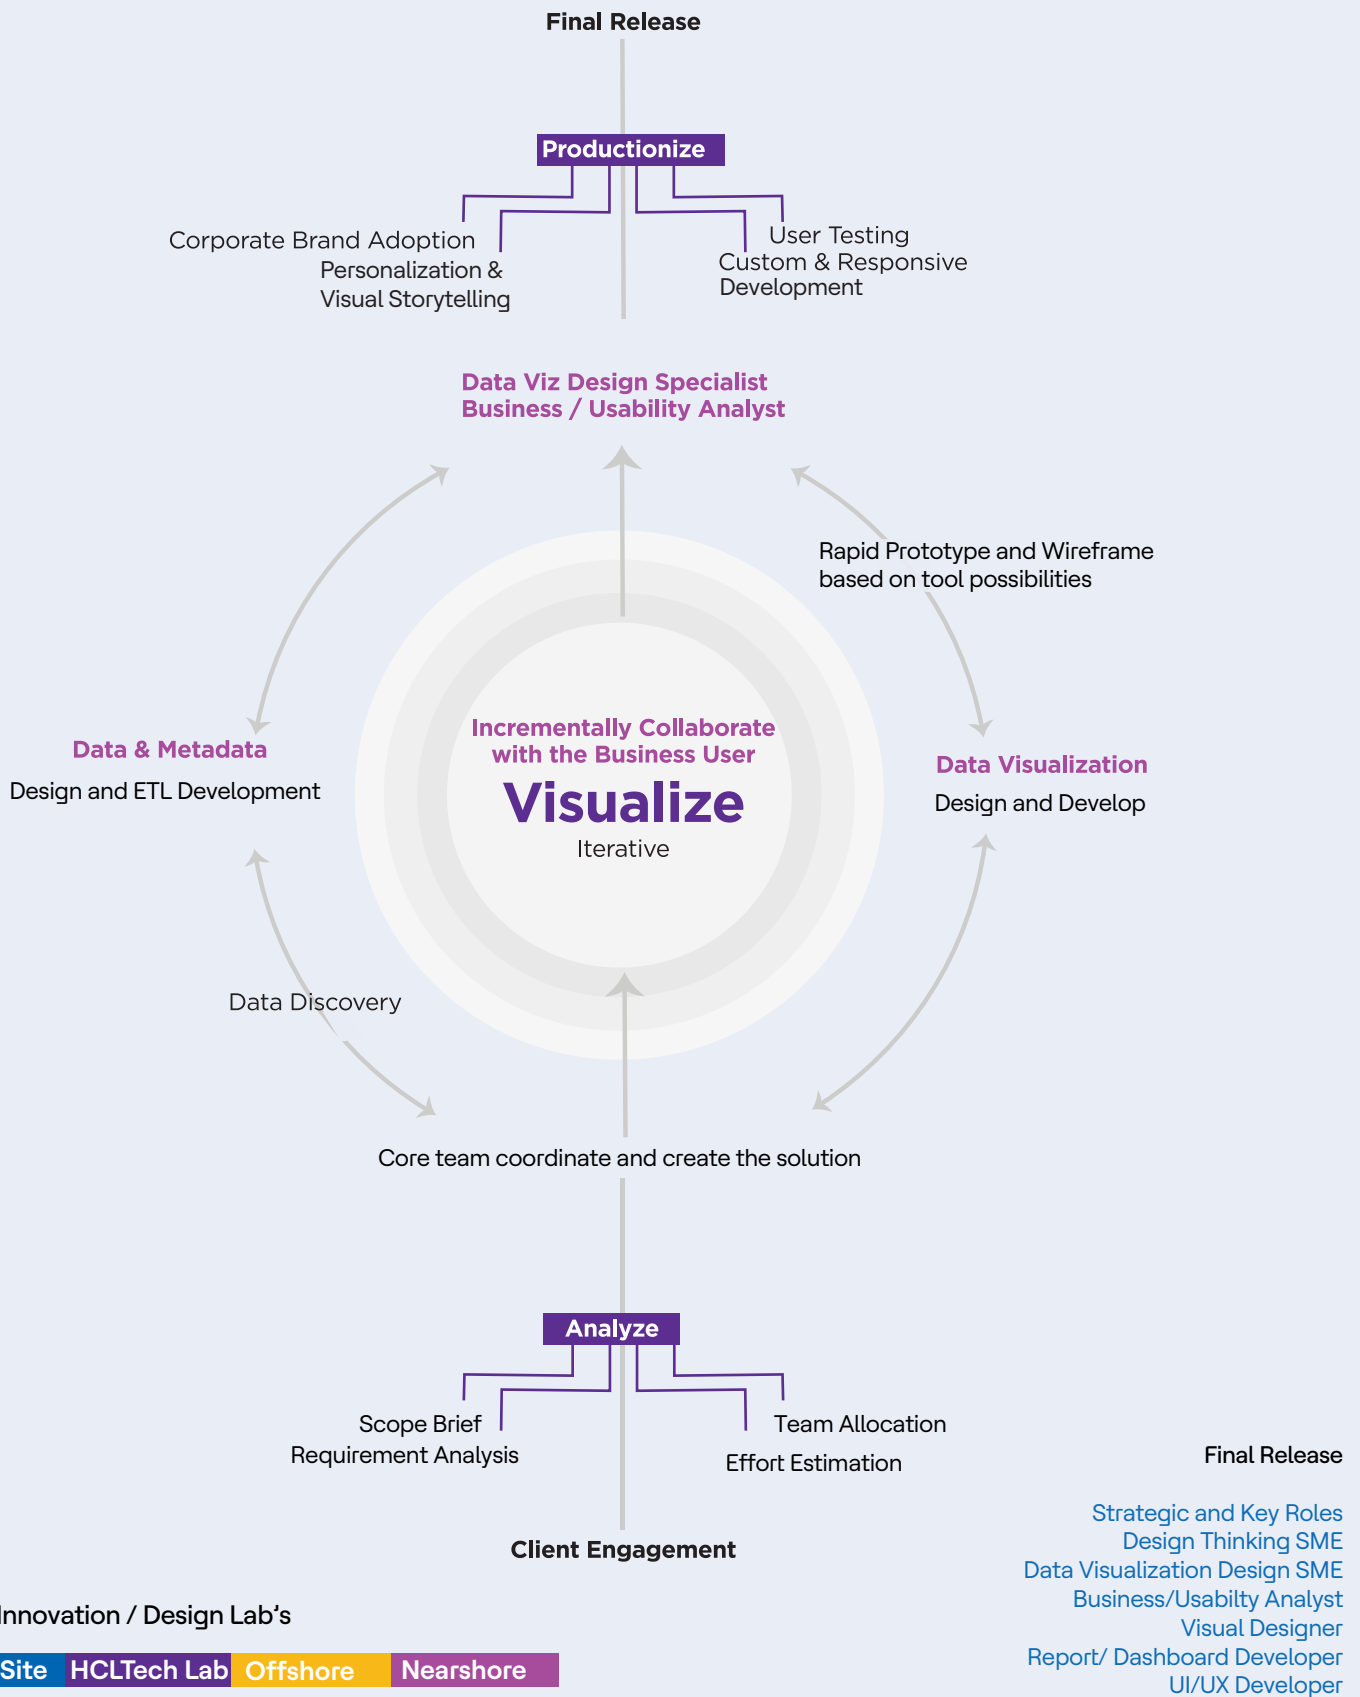 Final Release
Productionize
Corporate Brand Adoption
Personalization &
Visual Storytelling
User Testing
Custom & Responsive
Development
Data Viz Design Specialist
Business / Usability Analyst
Rapid Prototype and Wireframe
based on tool possibilities
Data & Metadata
Design and ETL Development
Incrementally Collaborate
with the Business User
Visualize
Iterative
Data Visualization
Design and Develop
Data Discovery
Core team coordinate and create the solution
Analyze
Scope Brief
Requirement Analysis
Team Allocation
Effort Estimation
Client Engagement
Final Release
Strategic and Key Roles
Design Thinking SME
Data Visualization Design SME
Business/Usabilty Analyst
Visual Designer
Report/ Dashboard Developer
UI/UX Developer
Innovation / Design Lab's
Site HCLTech Lab Offshore Nearshore